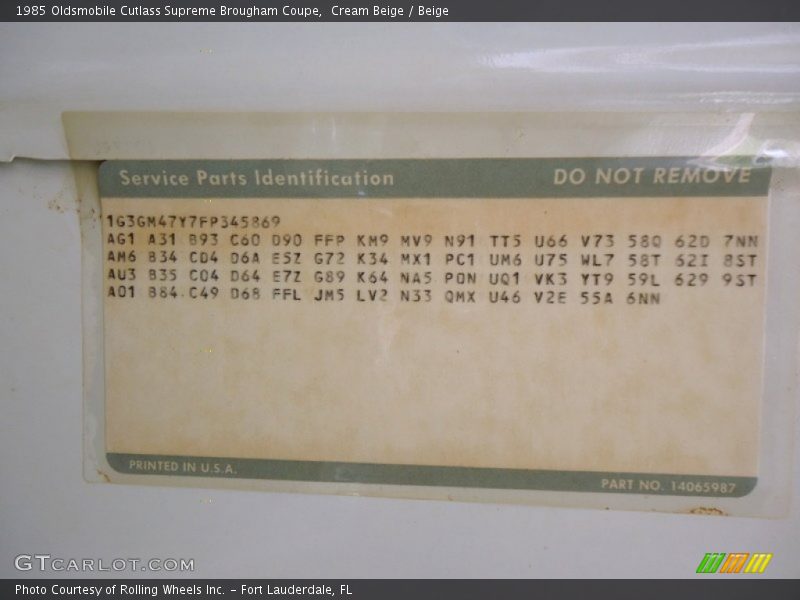 1985 Oldsmobile Cutlass Supreme Brougham Coupe,  Cream Beige / Beige
Service Parts Identification DO NOT REMOVE
1G3GM47Y7FP345869
AG1 A31 B93 C60 D90 FFP KM9 MV9 N91 TT5 U66 V73 58Q 62D 7NN
AM6 B34 CD4 D6A E5Z G72 K34 MX1 PC1 UM6 U75 WL7 58T 62I 8ST
AU3 B35 CQ4 D64 E7Z G89 K64 NA5 PQN UQ1 VK3 YT9 59L 629 9ST
A01 B84 C49 D68 FFL JM5 LV2 N33 QMX U46 V2E 55A 6NN
PRINTED IN U.S.A. PART NO. 14065987
GTCARLOT.COM
Photo Courtesy of Rolling Wheels Inc. – Fort Lauderdale, FL